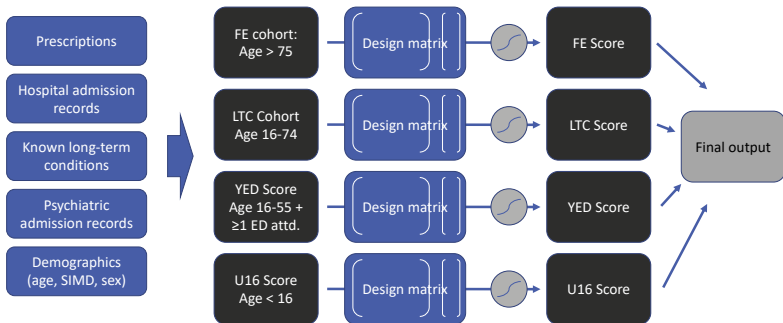 Prescriptions
Hospital admission
records
Known long-term
conditions
Psychiatric
admission records
Demographics
(age, SIMD, sex)
FE cohort:
Age > 75
Design matrix
FE Score
LTC Cohort
Age 16-74
Design matrix
LTC Score
YED Score
Age 16-55 +
≥1 ED attd.
Design matrix
YED Score
U16 Score
Age < 16
Design matrix
U16 Score
Final output